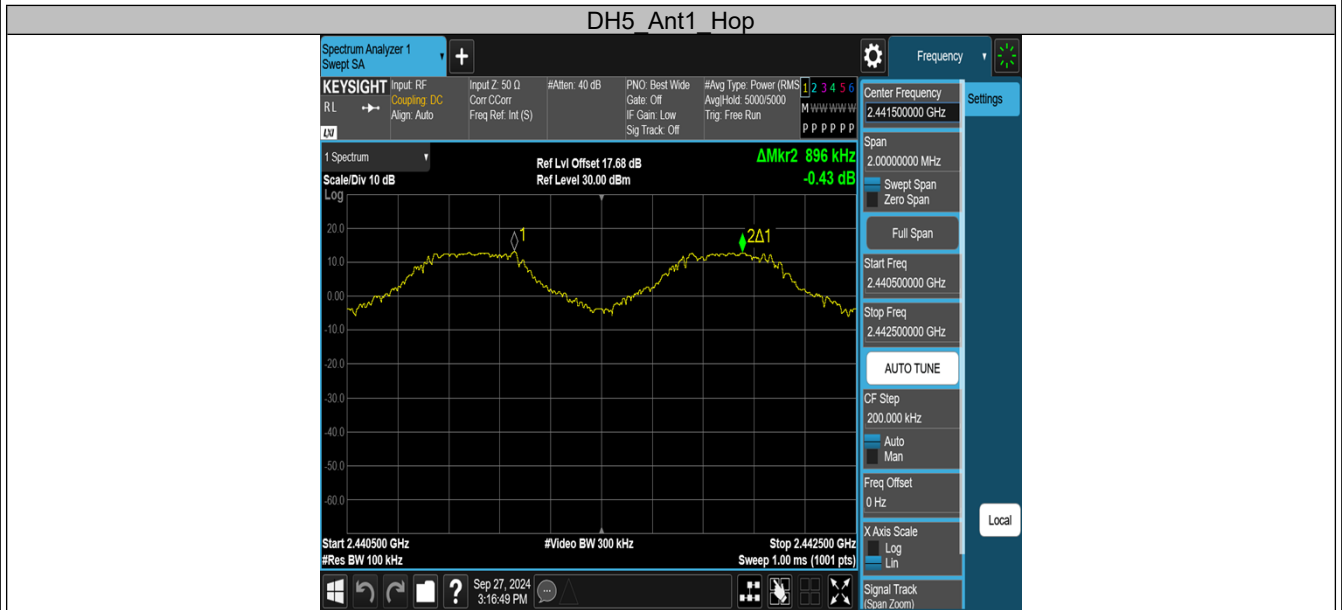 DH5_Ant1_Hop
Spectrum Analyzer 1
Swept SA
+
Frequency
KEYSIGHT
RL
LXI
Input: RF
Coupling: DC
Align: Auto
Input Z: 50 Ω
Corr CCorr
Freq Ref: Int (S)
#Atten: 40 dB
PNO: Best Wide
Gate: Off
IF Gain: Low
Sig Track: Off
#Avg Type: Power (RMS
Avg|Hold: 5000/5000
Trig: Free Run
1 2 3 4 5 6
M W W W W W
P P P P P P
1 Spectrum
Scale/Div 10 dB
Log
Ref Lvl Offset 17.68 dB
Ref Level 30.00 dBm
ΔMkr2 896 kHz
-0.43 dB
20.0
10.0
0.00
-10.0
-20.0
-30.0
-40.0
-50.0
-60.0
1
2Δ1
Start 2.440500 GHz
#Res BW 100 kHz
#Video BW 300 kHz
Stop 2.442500 GHz
Sweep 1.00 ms (1001 pts)
Center Frequency
2.441500000 GHz
Span
2.00000000 MHz
Swept Span
Zero Span
Full Span
Start Freq
2.440500000 GHz
Stop Freq
2.442500000 GHz
AUTO TUNE
CF Step
200.000 kHz
Auto
Man
Freq Offset
0 Hz
X Axis Scale
Log
Lin
Signal Track
(Span Zoom)
Settings
Local
?
Sep 27, 2024
3:16:49 PM